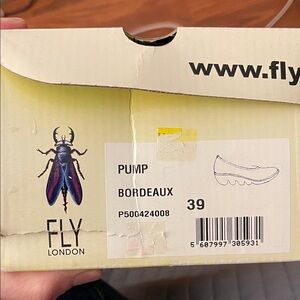 www.fly
PUMP
BORDEAUX
P500424008
39
5 607997 305931
FLY
LONDON